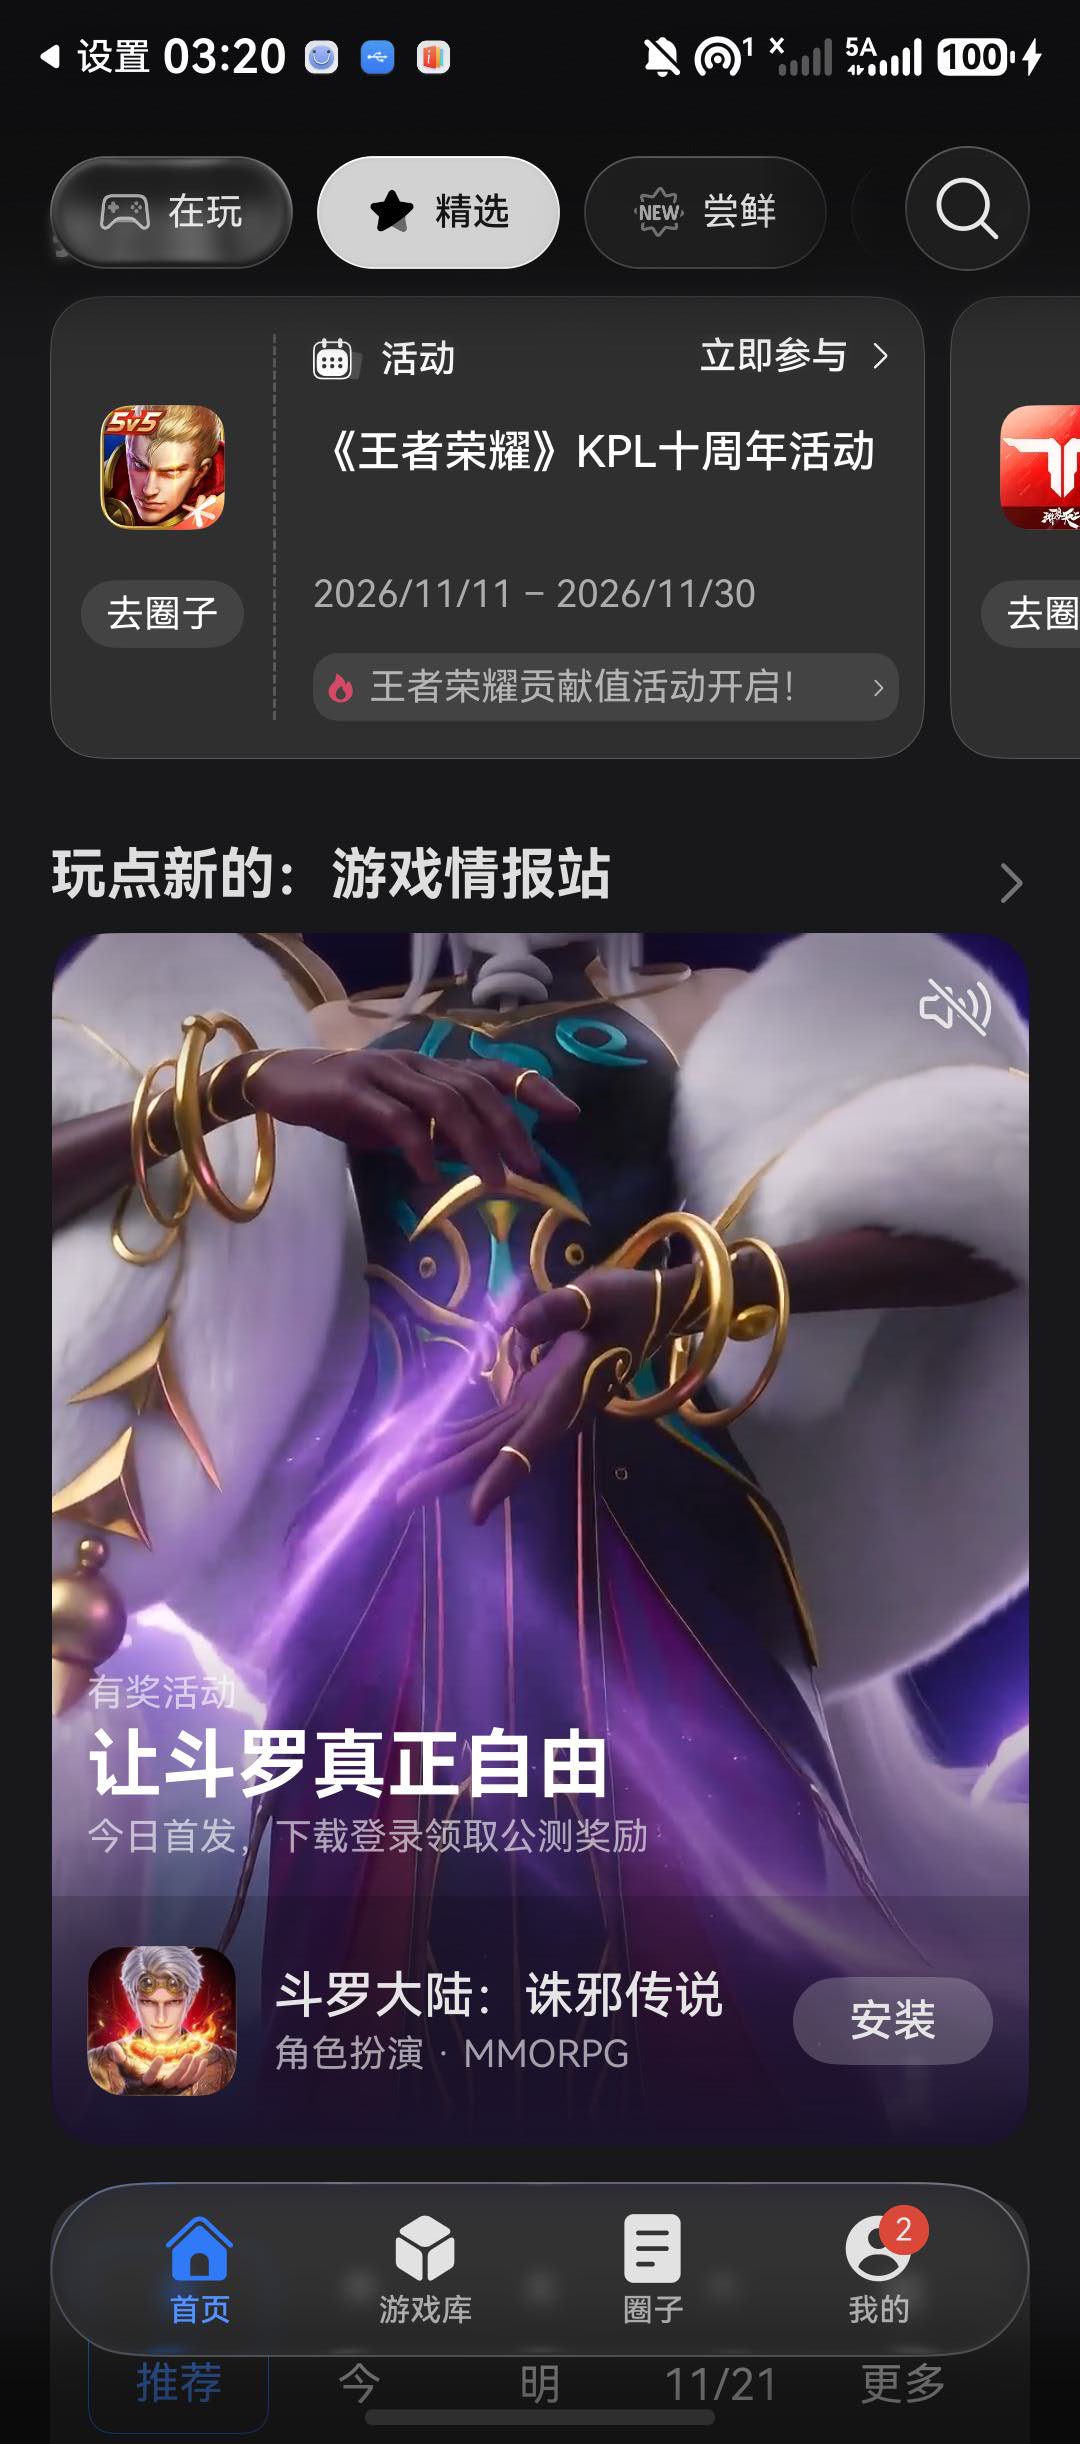 设置 03:20
1 5A 100
在玩 精选 NEW 尝鲜
5v5
活动 立即参与
《王者荣耀》KPL十周年活动
2026/11/11 – 2026/11/30
去圈子
王者荣耀贡献值活动开启！
去圈
玩点新的：游戏情报站
有奖活动
让斗罗真正自由
今日首发，下载登录领取公测奖励
斗罗大陆：诛邪传说
角色扮演 · MMORPG
安装
首页 游戏库 圈子 我的 2
推荐 今 明 11/21 更多